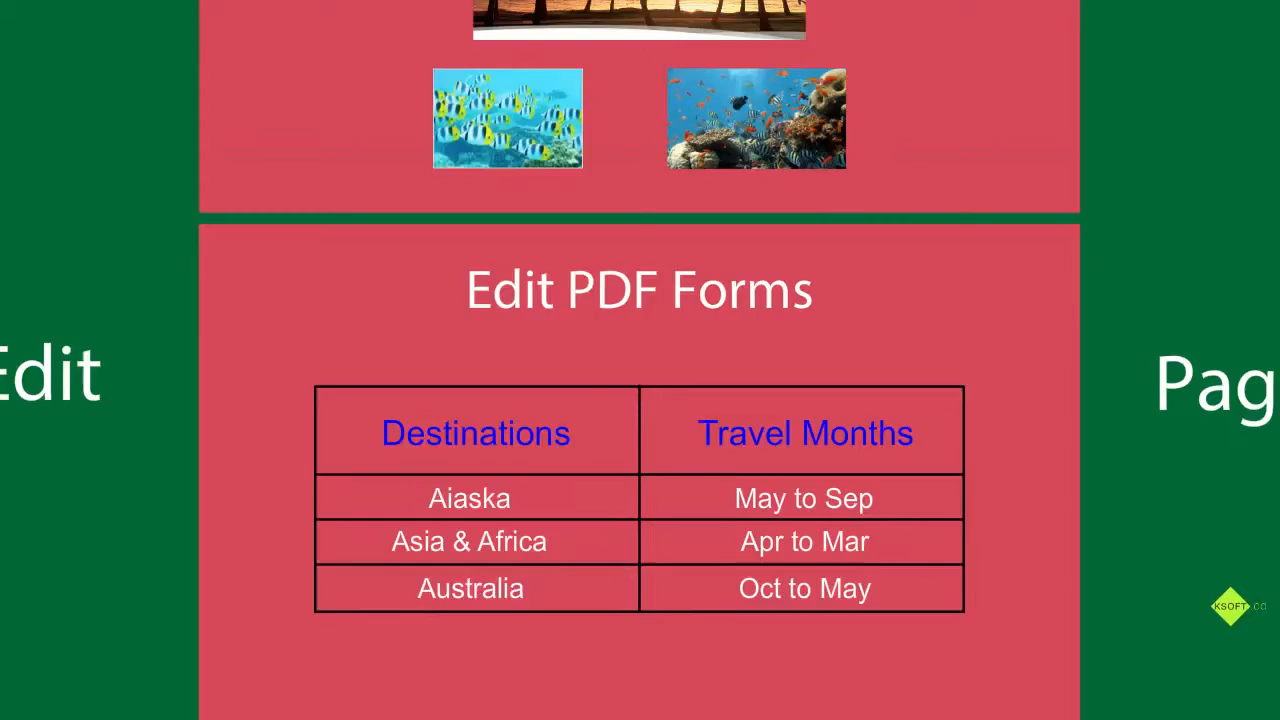 Edit PDF Forms
Edit
Pag
Destinations Travel Months
Aiaska May to Sep
Asia & Africa Apr to Mar
Australia Oct to May
KSOFT.CO